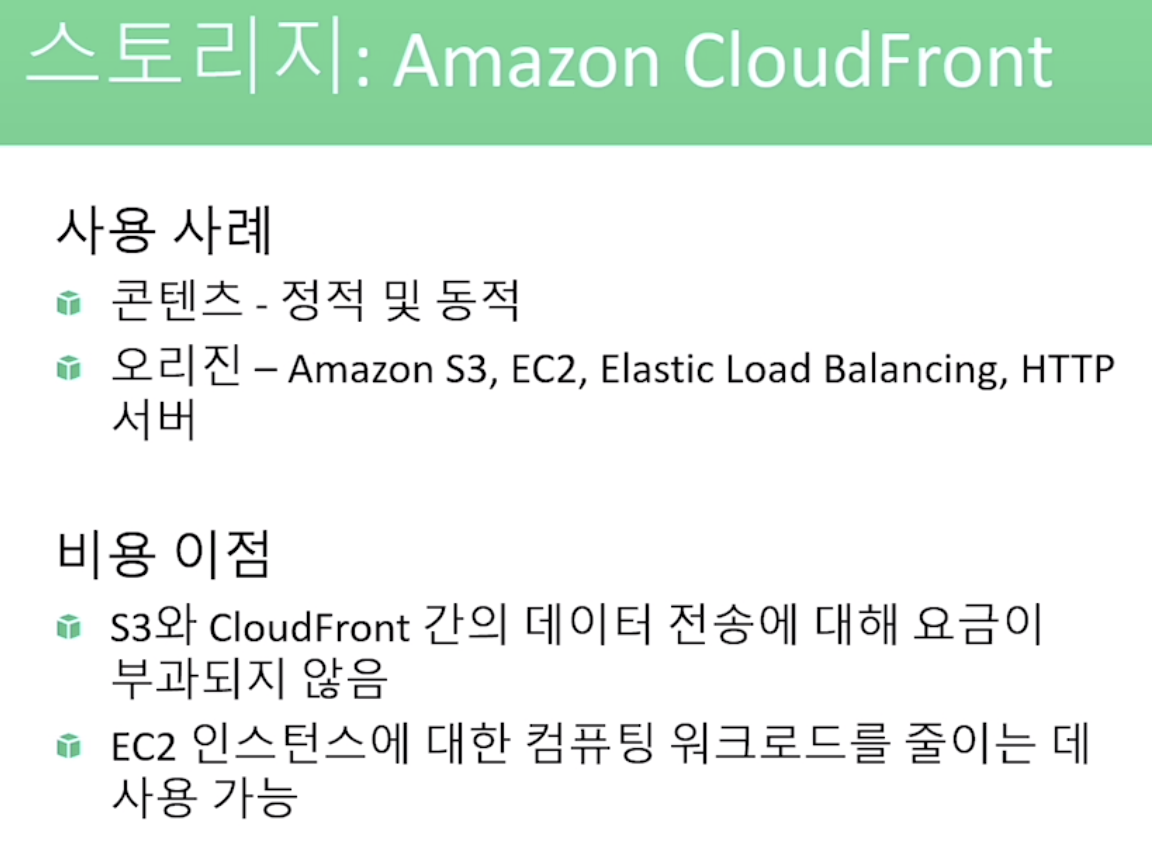 스토리지: Amazon CloudFront
사용 사례
콘텐츠 - 정적 및 동적
오리진 – Amazon S3, EC2, Elastic Load Balancing, HTTP
서버
비용 이점
S3와 CloudFront 간의 데이터 전송에 대해 요금이
부과되지 않음
EC2 인스턴스에 대한 컴퓨팅 워크로드를 줄이는 데
사용 가능